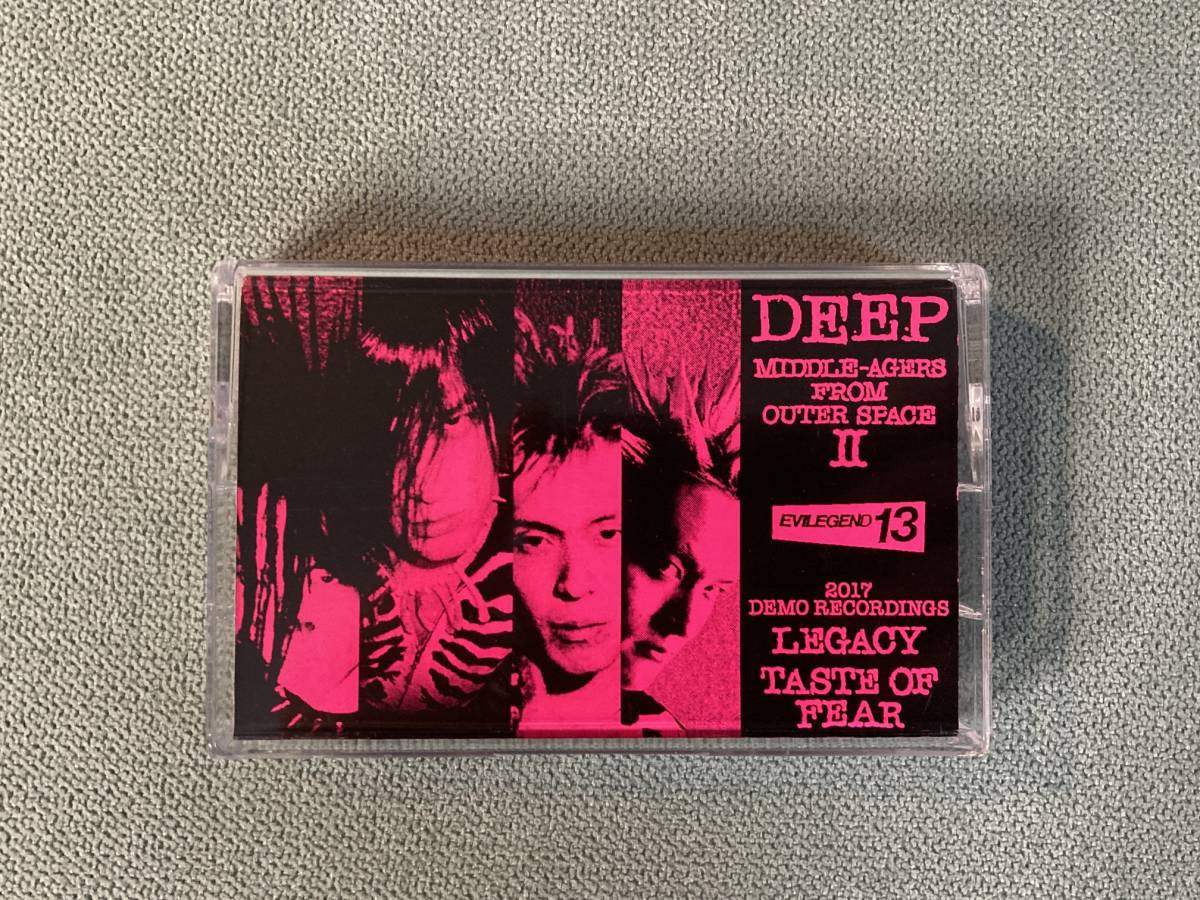 DEEP
MIDDLE-AGERS
FROM
OUTER SPACE
II
EVILEGEND 13
2017
DEMO RECORDINGS
LEGACY
TASTE OF
FEAR